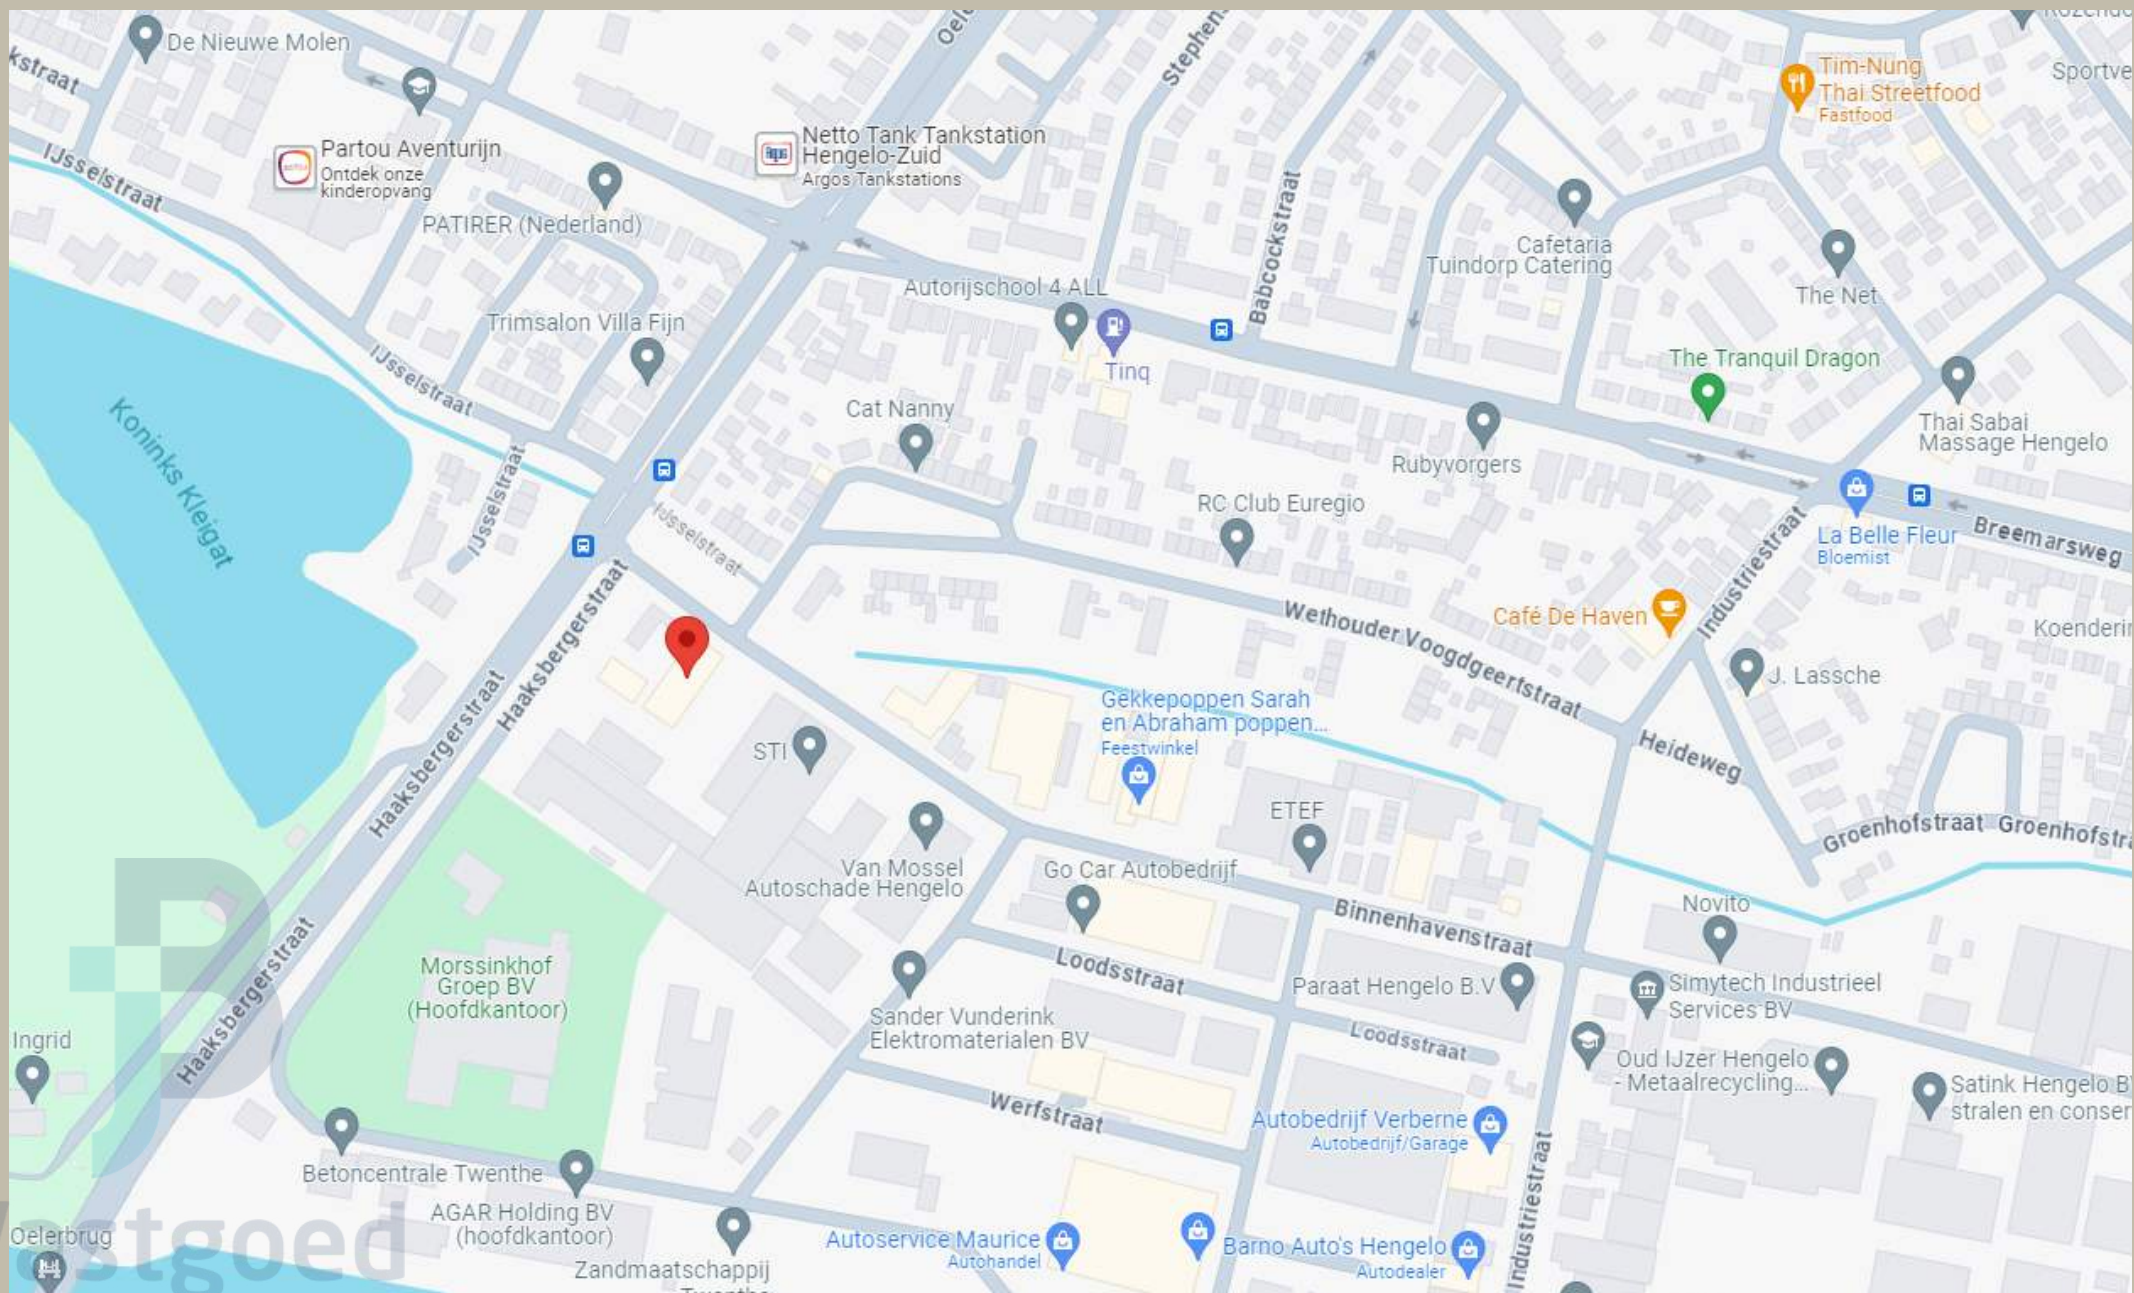 De Nieuwe Molen
kstraat
IJsselstraat
Partou Aventurijn
Ontdek onze
kinderopvang
PATIRER (Nederland)
Netto Tank Tankstation
Hengelo-Zuid
Argos Tankstations
Stephens
Babcockstraat
Tim-Nung
Thai Streetfood
Fastfood
Sportve
Cafetaria
Tuindorp Catering
The Net
Autorijschool 4 ALL
Tinq
Trimsalon Villa Fijn
IJsselstraat
Koninks Kleigat
Cat Nanny
The Tranquil Dragon
Rubyvorgers
Thai Sabai
Massage Hengelo
IJsselstraat
IJsselstraat
RC Club Euregio
La Belle Fleur
Bloemist
Breemarsweg
Industriestraat
Haaksbergerstraat
Wethouder Voogdgeerfstraat
Café De Haven
Koenderin
J. Lassche
Haaksbergerstraat
Gekkepoppen Sarah
en Abraham poppen...
Feestwinkel
STI
Heideweg
ETEF
Groenhofstraat
Groenhofstra
Van Mossel
Autoschade Hengelo
Go Car Autobedrijf
Binnenhavenstraat
Novito
Haaksbergerstraat
Morssinkhof
Groep BV
(Hoofdkantoor)
Loodsstraat
Paraat Hengelo B.V
Simytech Industrieel
Services BV
Sander Vunderink
Elektromaterialen BV
Loodsstraat
Ingrid
Oud IJzer Hengelo
- Metaalrecycling...
Satink Hengelo B
stralen en conser
Werfstraat
Autobedrijf Verberne
Autobedrijf/Garage
Betoncentrale Twenthe
AGAR Holding BV
(hoofdkantoor)
Industriestraat
Oelerbrug
Vastgoed
Autoservice Maurice
Autohandel
Barno Auto's Hengelo
Autodealer
Zandmaatschappij